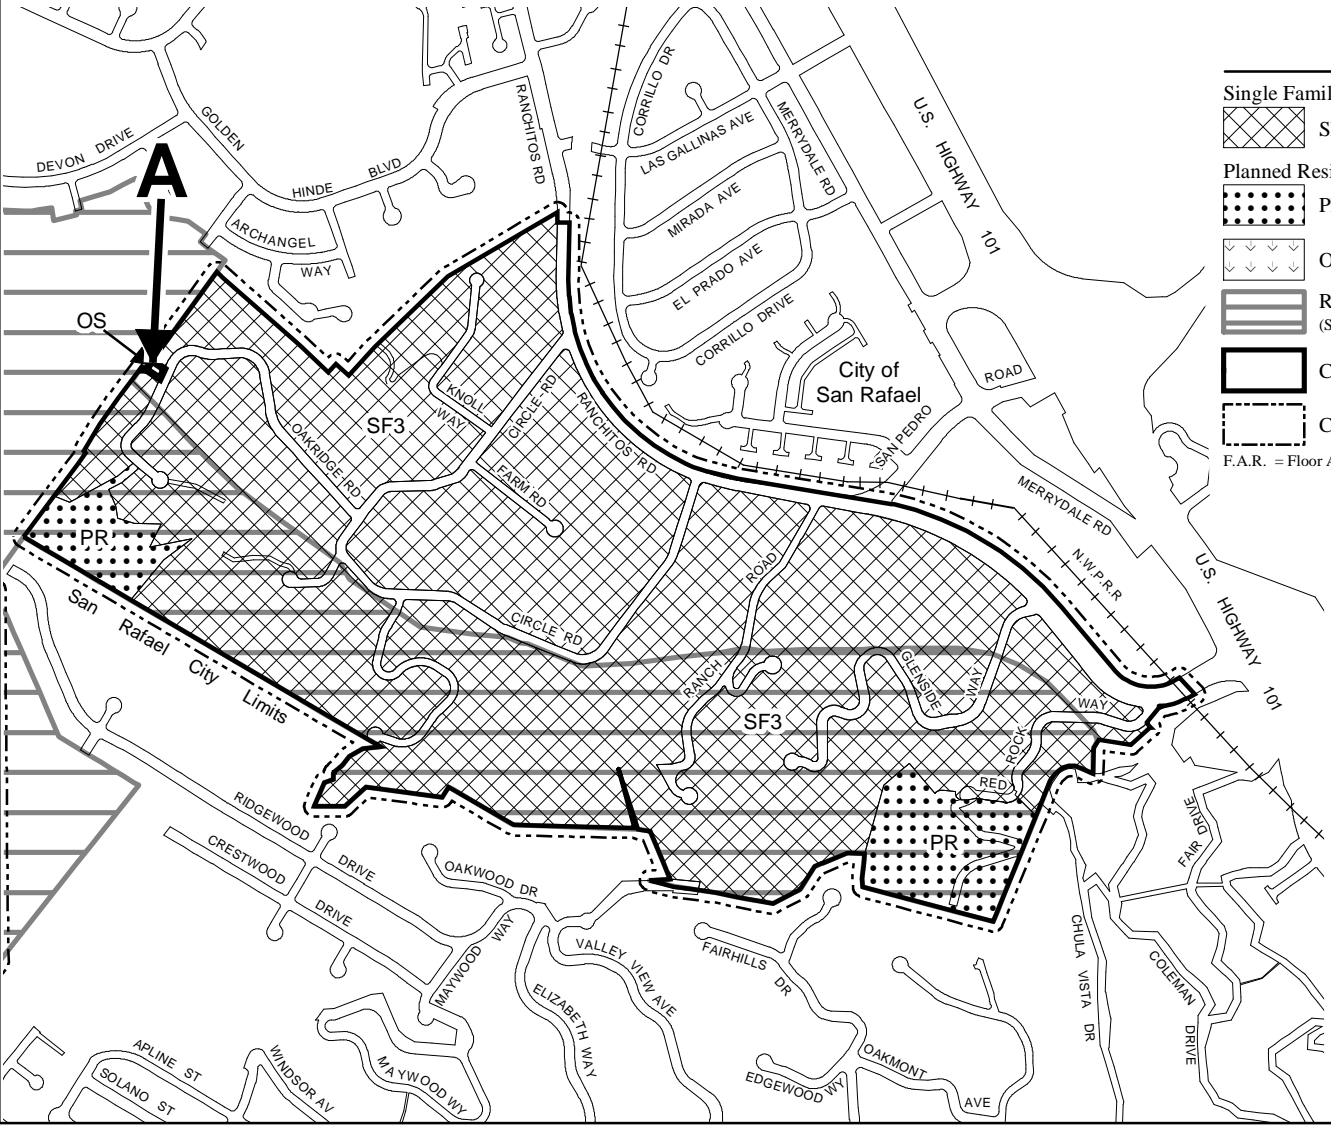 CORRILLO DR
U.S. HIGHWAY 101
Single Famil
S
GOLDEN
RANCHITOS RD
LAS GALLINAS AVE
MERRYDALE RD
DEVON DRIVE
A
HINDE BLVD
Planned Resi
P
MIRADA AVE
ARCHANGEL
WAY
EL PRADO AVE
O
R
(S
OS
CORRILLO DRIVE
City of
San Rafael
ROAD
C
KNOLL
WAY
CIRCLE RD
RANCHITOS RD
SF3
SAN PEDRO
C
F.A.R. = Floor A
OAKRIDGE RD
FARM RD
MERRYDALE RD
PR
ROAD
N.W.P.R.R
U.S. HIGHWAY 101
San Rafael City Limits
CIRCLE RD
RANCH
GLENSIDE
WAY
SF3
WAY
ROCK
RED
RIDGEWOOD
DRIVE
CRESTWOOD
DRIVE
PR
FAIR DRIVE
OAKWOOD DR
MAYWOOD WAY
VALLEY VIEW AVE
FAIRHILLS
DR
CHULA VISTA DR
COLEMAN
DRIVE
ELIZABETH WAY
APLINE ST
SOLANO ST
WINDSOR AV
MAYWOOD WY
EDGEWOOD WY
OAKMONT
AVE